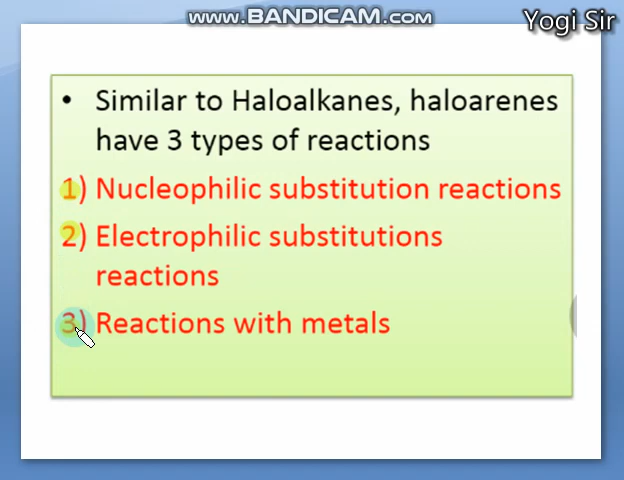 www.BANDICAM.com
Yogi Sir
• Similar to Haloalkanes, haloarenes
have 3 types of reactions
1) Nucleophilic substitution reactions
2) Electrophilic substitutions
reactions
3) Reactions with metals